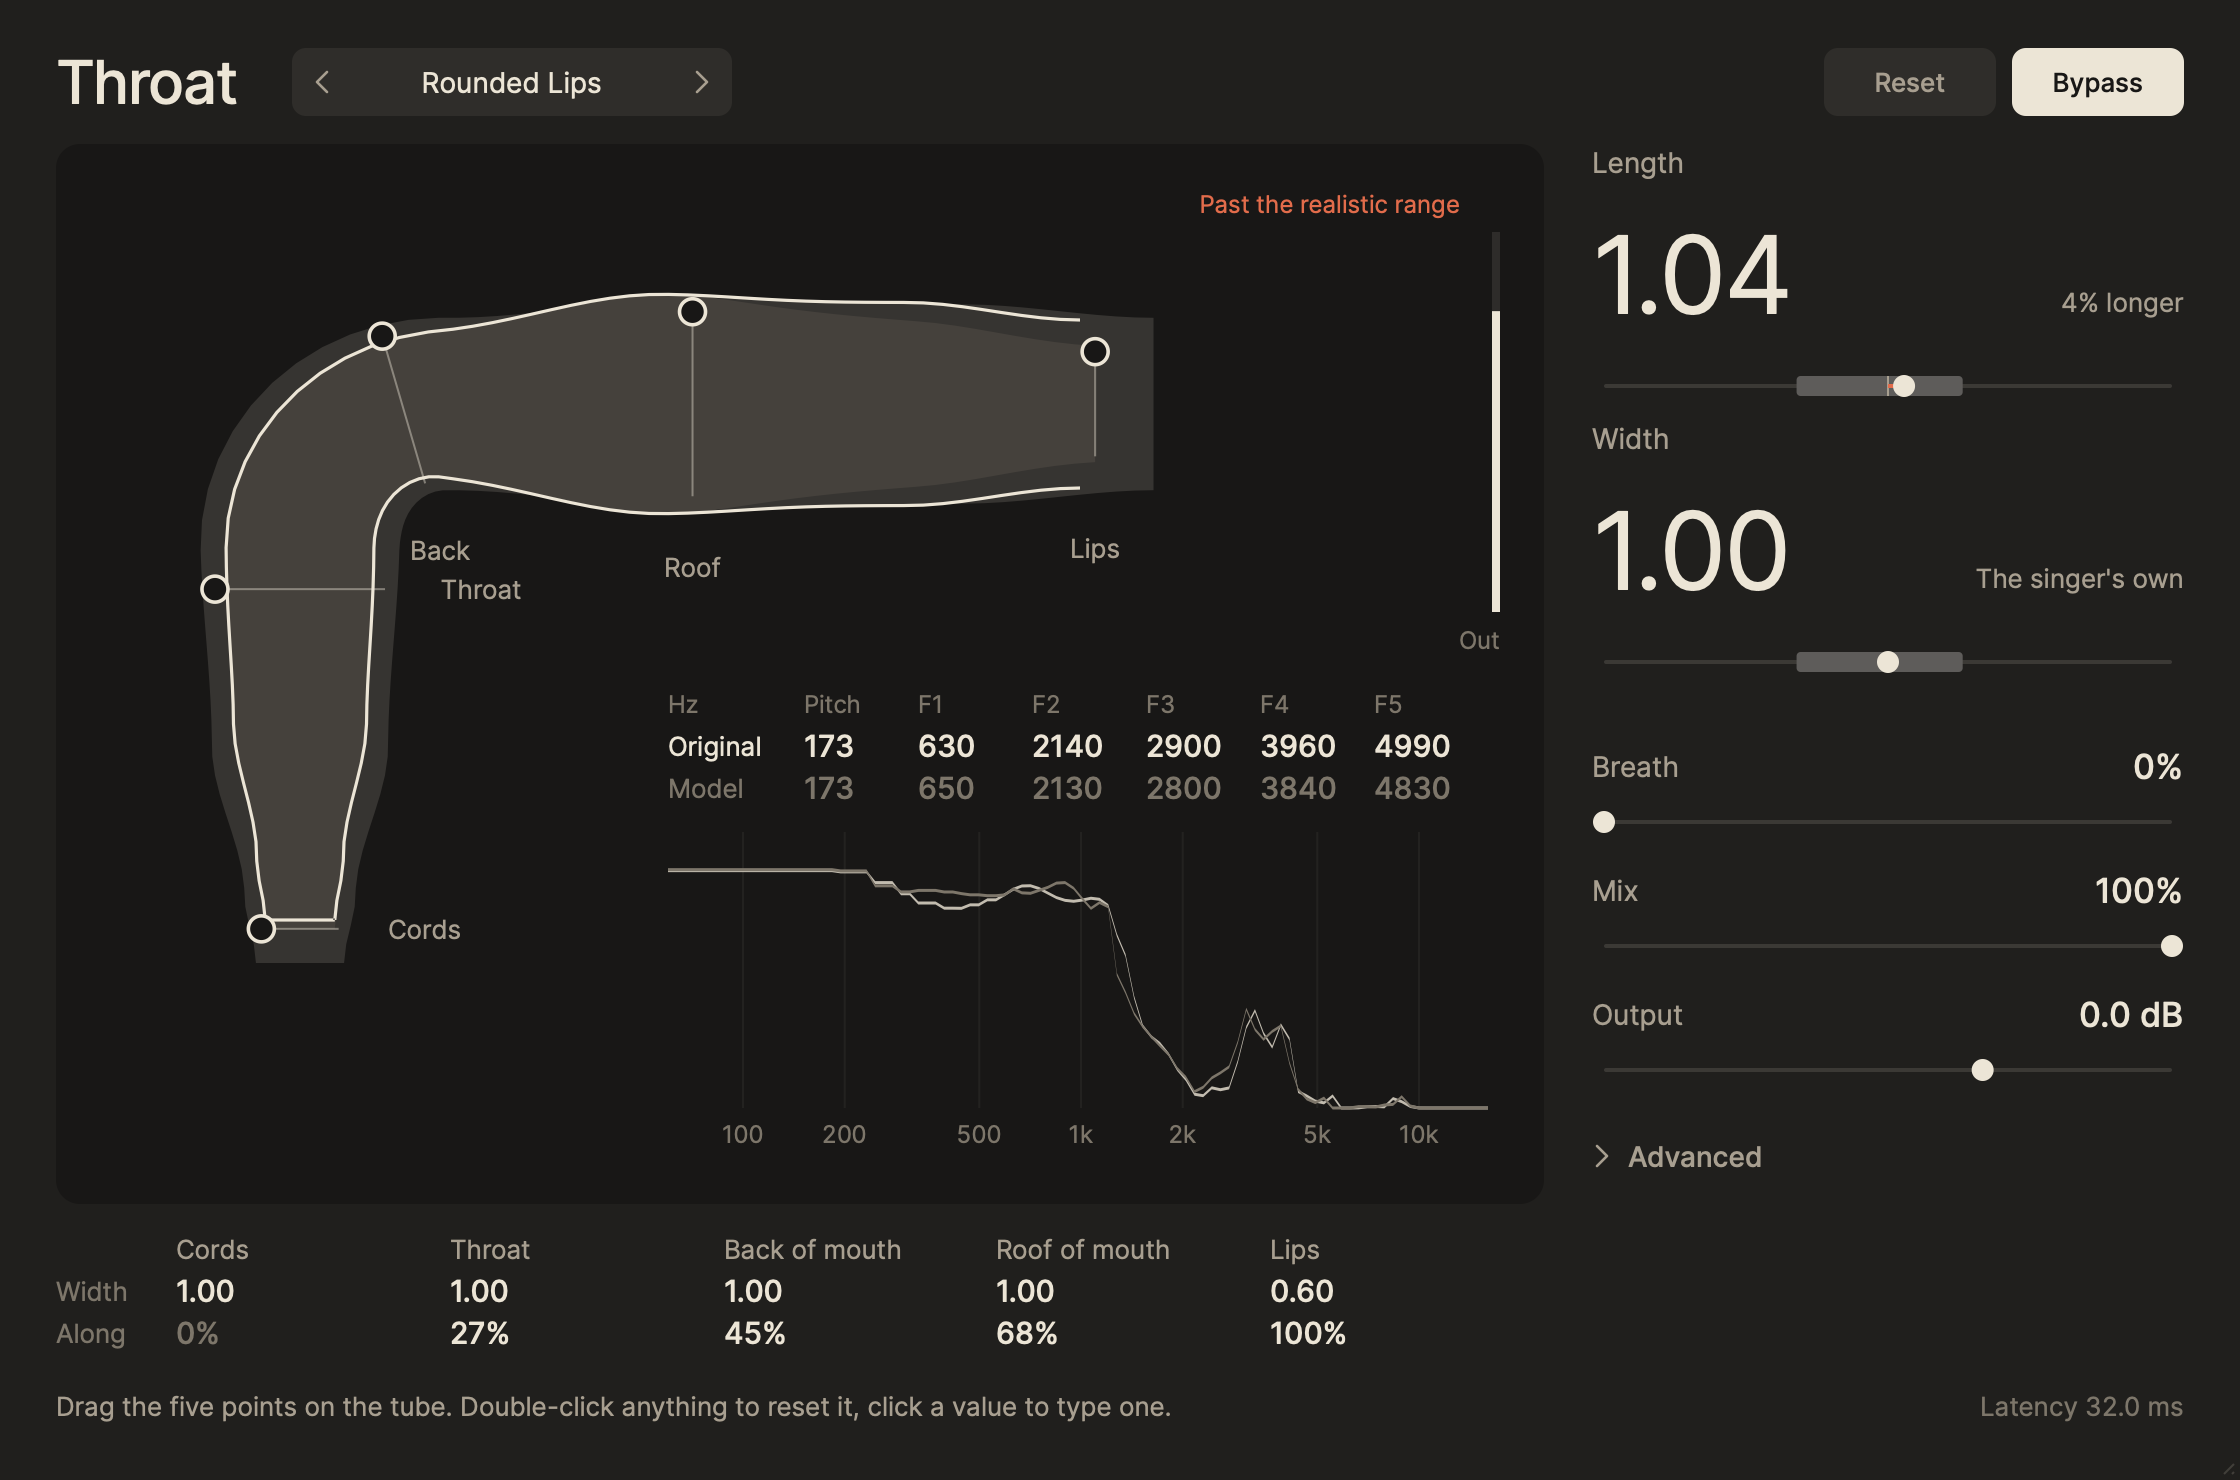 Throat
Rounded Lips
Reset
Bypass
Past the realistic range
Back
Throat
Roof
Lips
Cords
Out
Hz Pitch F1 F2 F3 F4 F5
Original 173 630 2140 2900 3960 4990
Model 173 650 2130 2800 3840 4830
100 200 500 1k 2k 5k 10k
Length
1.04
4% longer
Width
1.00
The singer's own
Breath 0%
Mix 100%
Output 0.0 dB
Advanced
Cords Throat Back of mouth Roof of mouth Lips
Width 1.00 1.00 1.00 1.00 0.60
Along 0% 27% 45% 68% 100%
Drag the five points on the tube. Double-click anything to reset it, click a value to type one.
Latency 32.0 ms